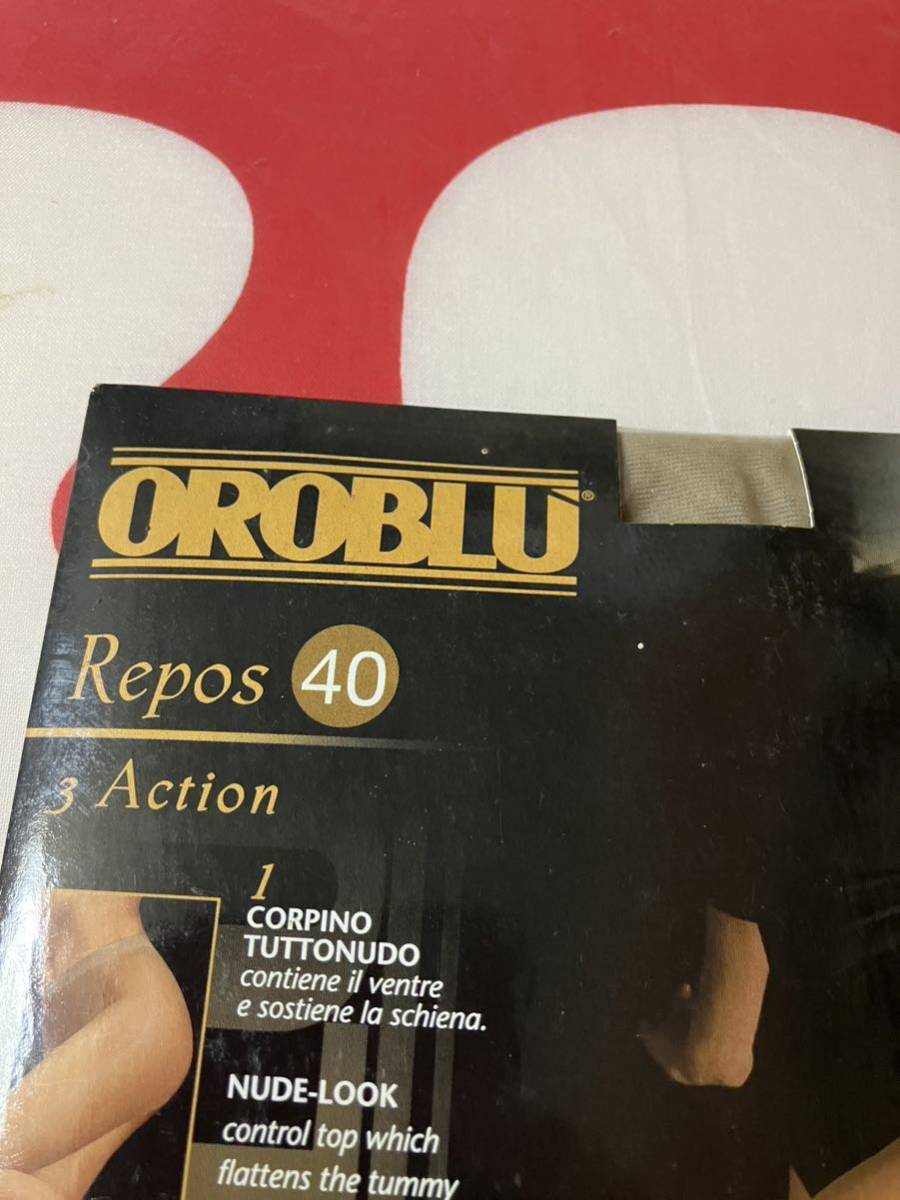 OROBLÙ®
Repos 40
3 Action
1
CORPINO
TUTTONUDO
contiene il ventre
e sostiene la schiena.
NUDE-LOOK
control top which
flattens the tummy